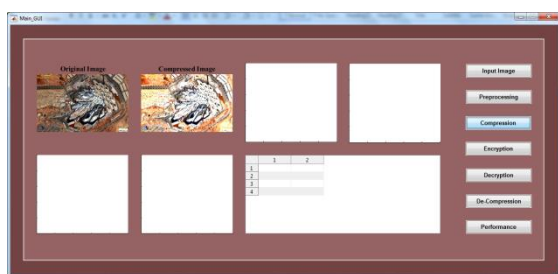 Main_GUI
Original Image
Compressed Image
Input Image
Preprocessing
Compression
Encryption
Decryption
De-Compression
Performance
1 2
1
2
3
4